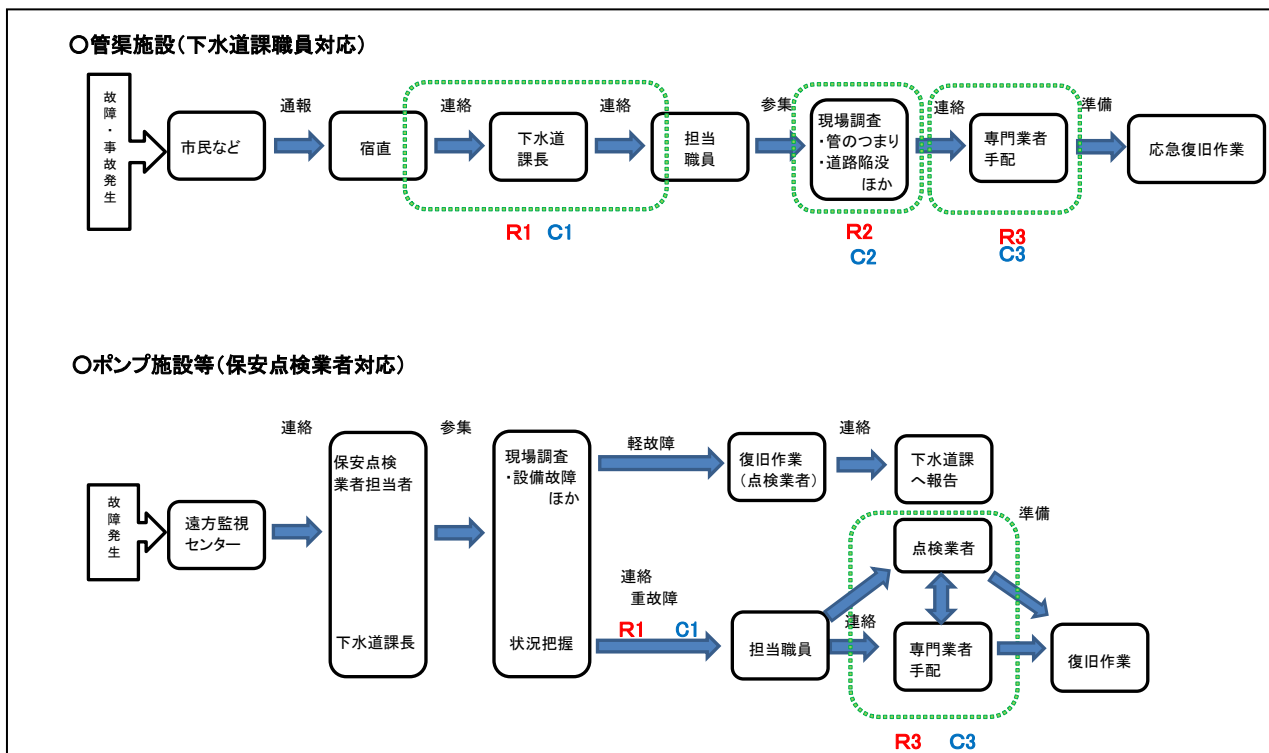 ○管渠施設(下水道課職員対応)
故障・事故発生
市民など
通報
宿直
連絡
下水道
課長
連絡
担当
職員
参集
現場調査
・管のつまり
・道路陥没
ほか
連絡
専門業者
手配
準備
応急復旧作業
R1 C1
R2
C2
R3
C3
○ポンプ施設等(保安点検業者対応)
故障発生
遠方監視
センター
連絡
保安点検
業者担当者
下水道課長
参集
現場調査
・設備故障
ほか
状況把握
軽故障
復旧作業
(点検業者)
連絡
下水道課
へ報告
連絡
重故障
R1 C1
担当職員
連絡
点検業者
専門業者
手配
準備
復旧作業
R3 C3